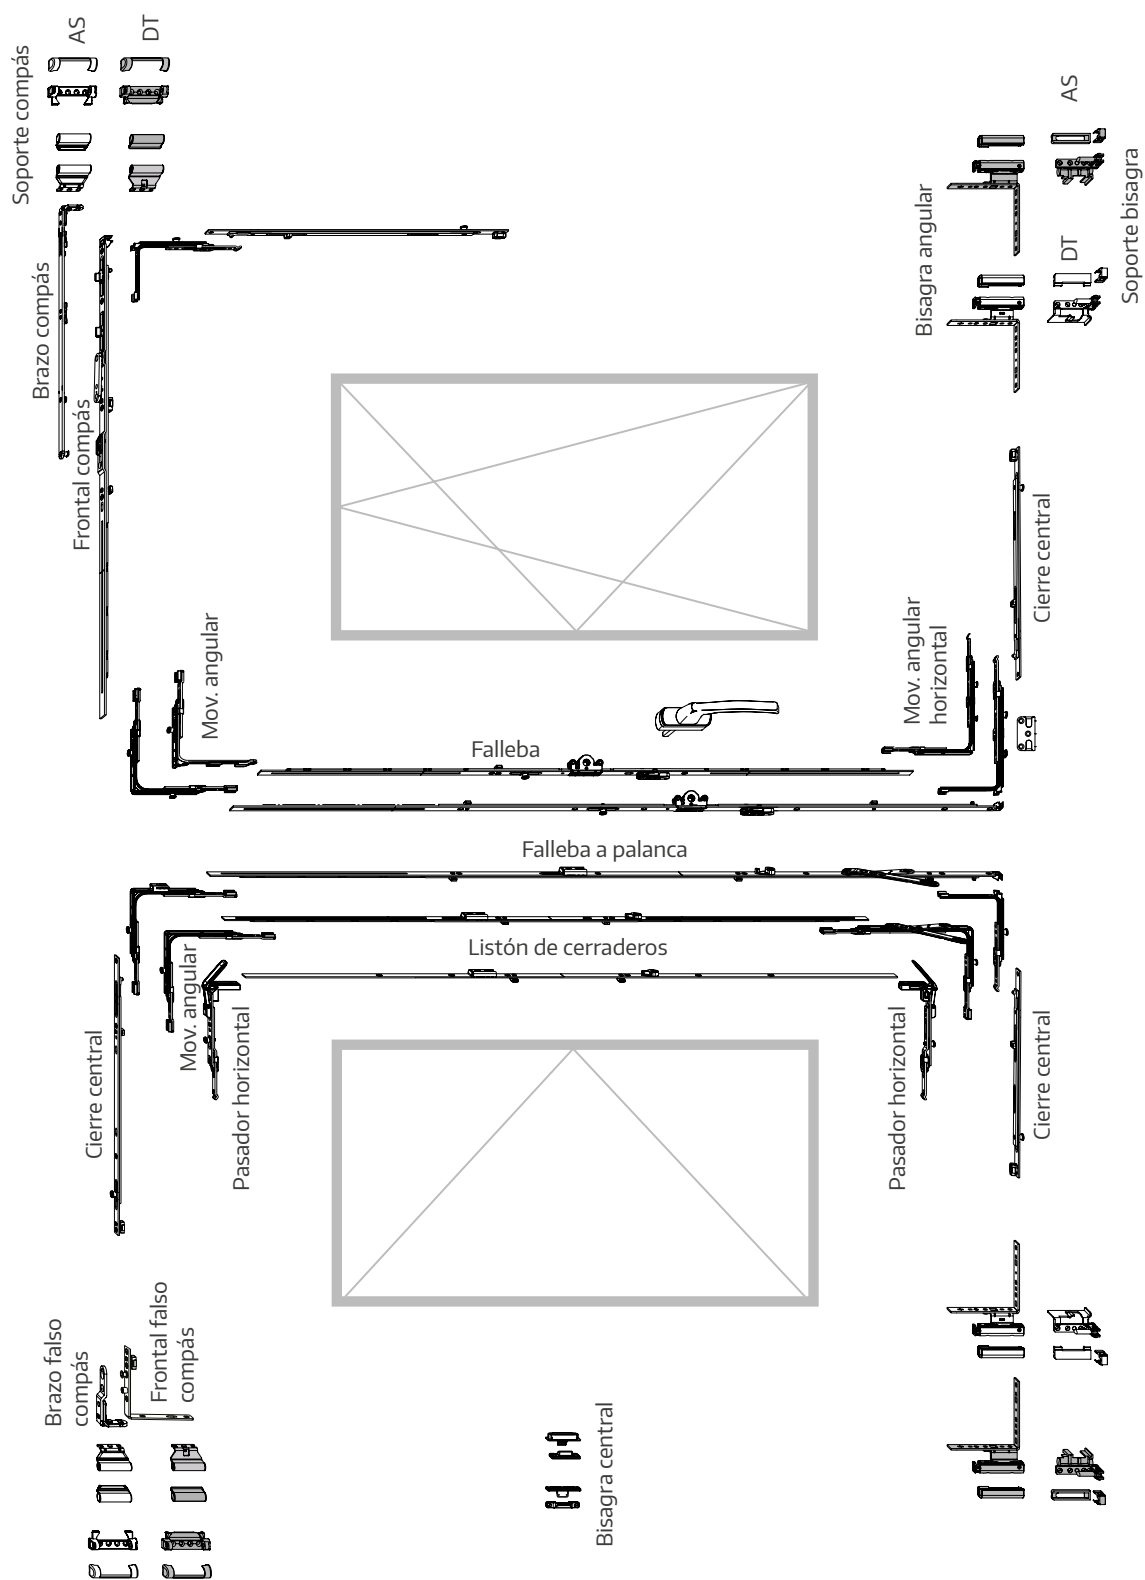 Soporte compás
AS
DT
Brazo compás
Frontal compás
Mov. angular
Bisagra angular
AS
DT
Soporte bisagra
Cierre central
Mov. angular
horizontal
Falleba
Falleba a palanca
Listón de cerraderos
Mov. angular
Cierre central
Pasador horizontal
Pasador horizontal
Cierre central
Brazo falso
compás
Frontal falso
compás
Bisagra central